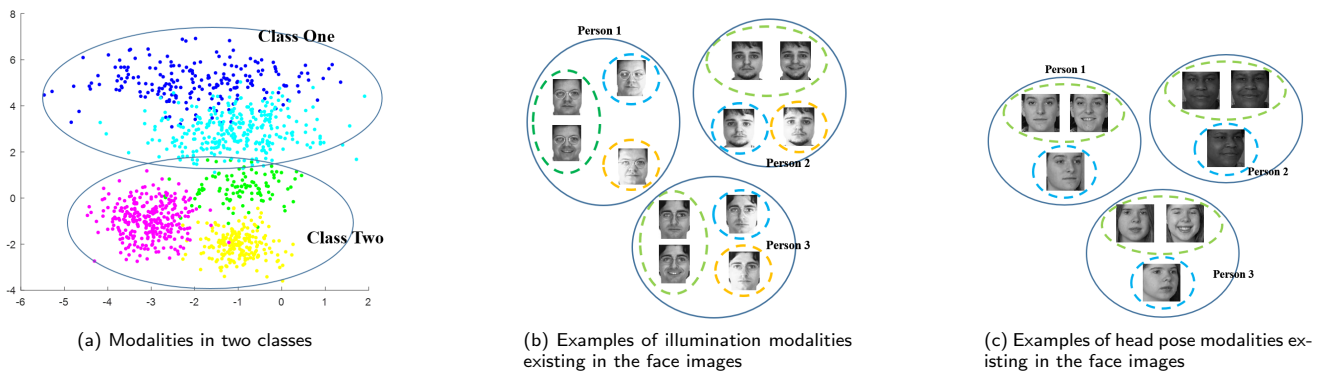 8
6
4
2
0
-2
-4
-6 -5 -4 -3 -2 -1 0 1 2
Class One
Class Two
(a) Modalities in two classes
Person 1
Person 2
Person 3
(b) Examples of illumination modalities
existing in the face images
Person 1
Person 2
Person 3
(c) Examples of head pose modalities ex-
isting in the face images